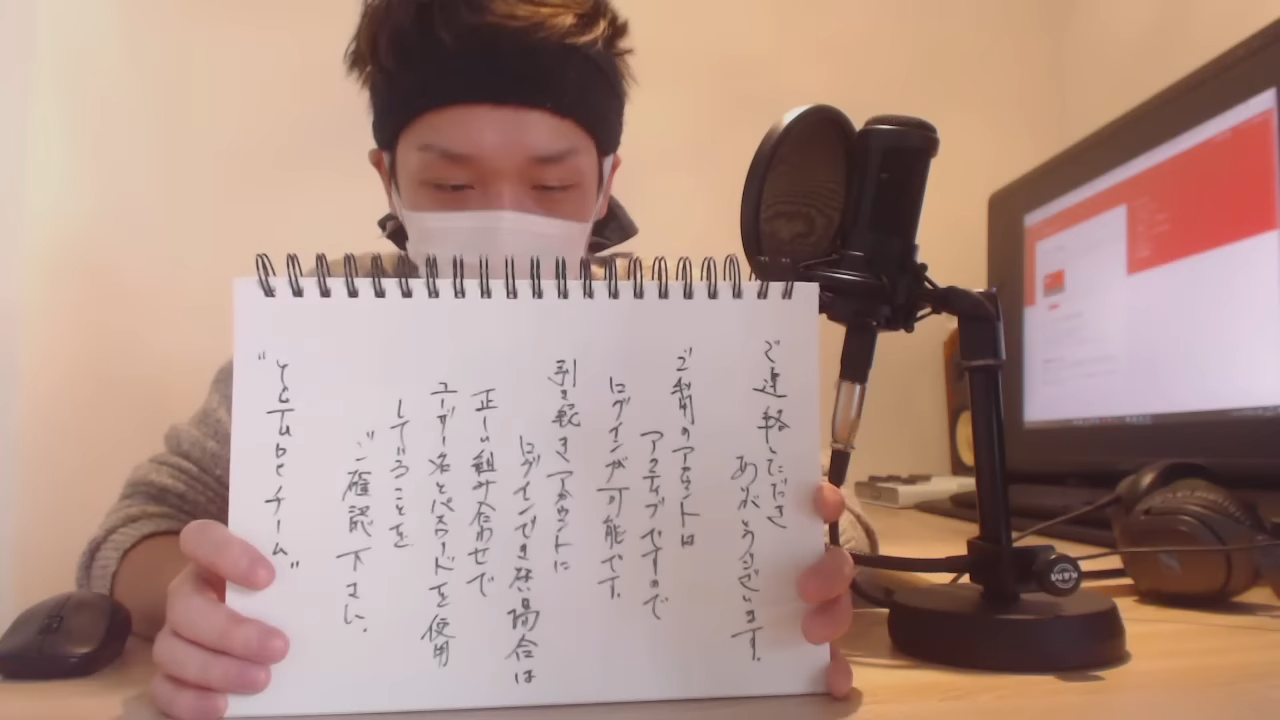 ご連絡いただき
ありがとうございます。
ご利用のアカウントは
アクティブですので
ログインが可能です。
引き続きアカウントに
ログインできない場合は
正しい組み合わせで
ユーザー名とパスワードを使用
していることを
ご確認下さい。
"YouTubeチーム"